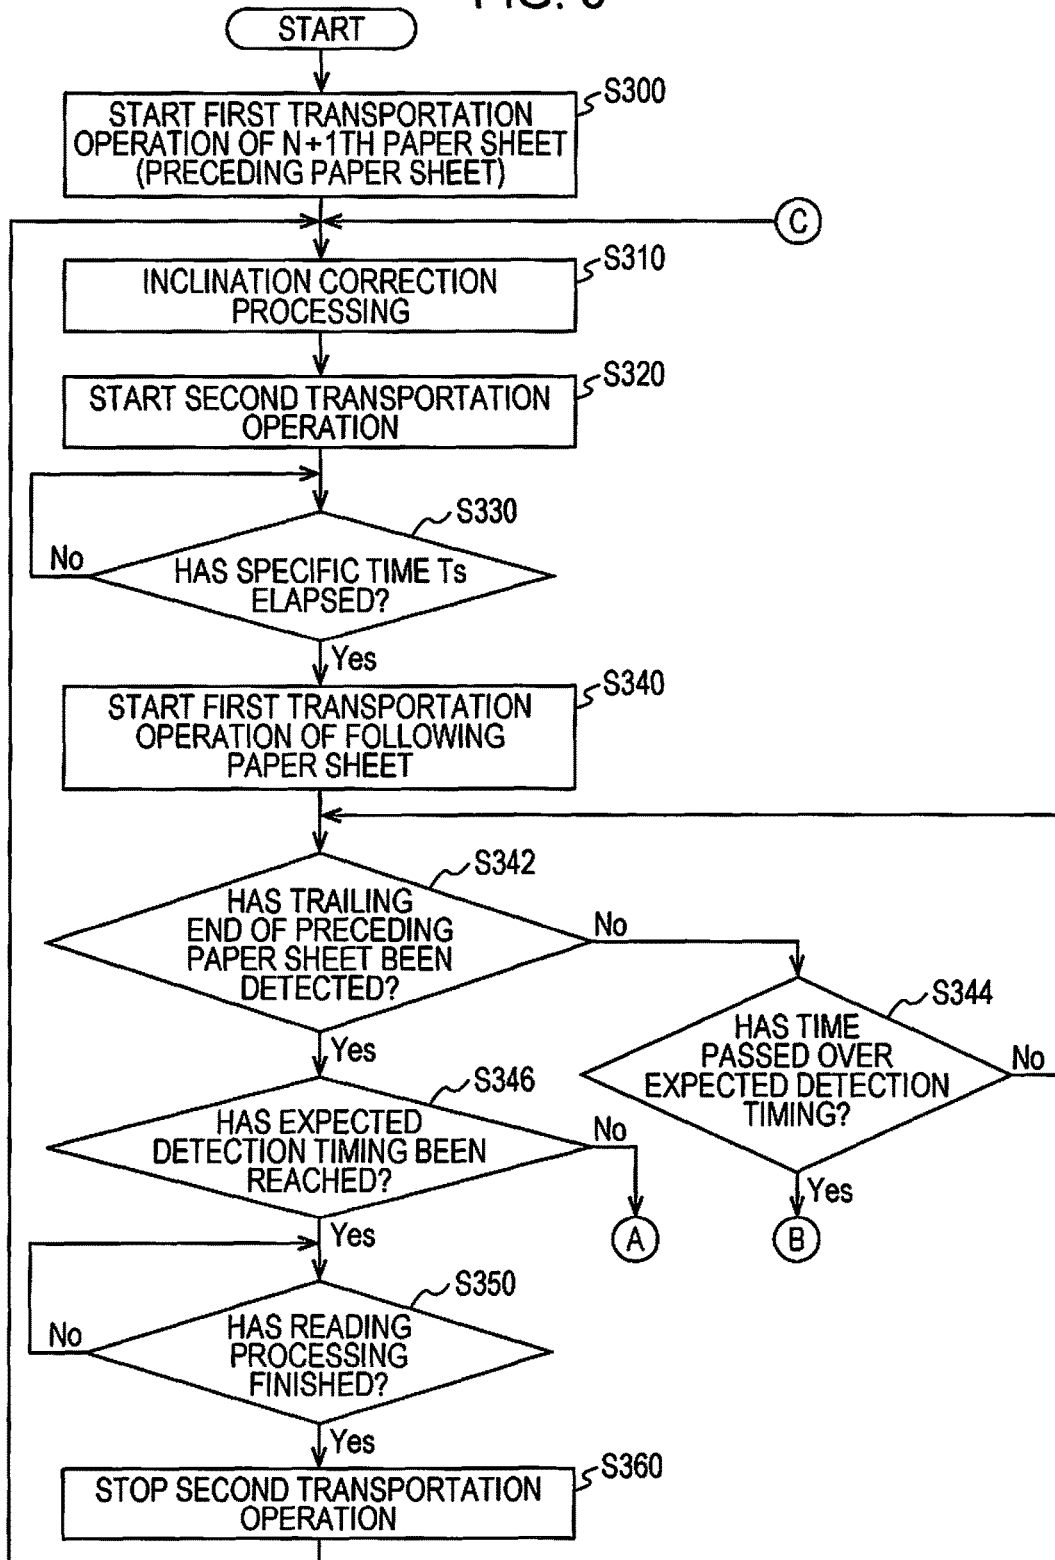 FIG.
START
S300
START FIRST TRANSPORTATION
OPERATION OF N+1TH PAPER SHEET
(PRECEDING PAPER SHEET)
C
S310
INCLINATION CORRECTION
PROCESSING
S320
START SECOND TRANSPORTATION
OPERATION
S330
No
HAS SPECIFIC TIME Ts
ELAPSED?
Yes
S340
START FIRST TRANSPORTATION
OPERATION OF FOLLOWING
PAPER SHEET
S342
HAS TRAILING
END OF PRECEDING
PAPER SHEET BEEN
DETECTED?
No
Yes
S344
HAS TIME
PASSED OVER
EXPECTED DETECTION
TIMING?
No
Yes
B
S346
HAS EXPECTED
DETECTION TIMING BEEN
REACHED?
No
A
Yes
S350
No
HAS READING
PROCESSING
FINISHED?
Yes
S360
STOP SECOND TRANSPORTATION
OPERATION